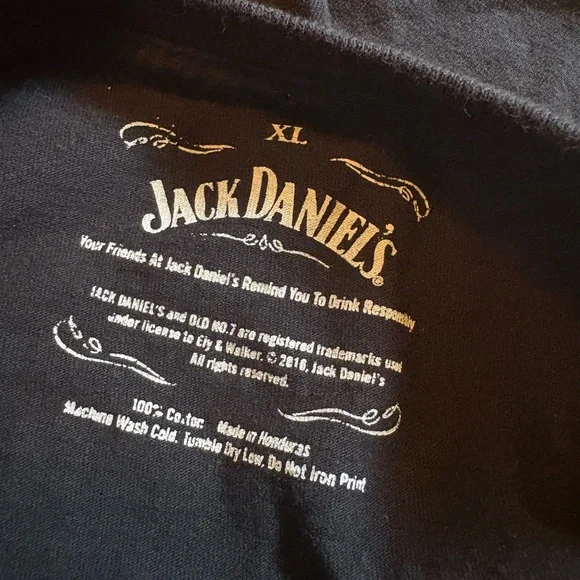 XL
JACK DANIEL'S®
Your Friends At Jack Daniel's Remind You To Drink Responsibly
JACK DANIEL'S and OLD NO.7 are registered trademarks used
under license to Ely & Walker. © 2016, Jack Daniel's
All rights reserved.
100% Cotton Made in Honduras
Machine Wash Cold, Tumble Dry Low, Do Not Iron Print